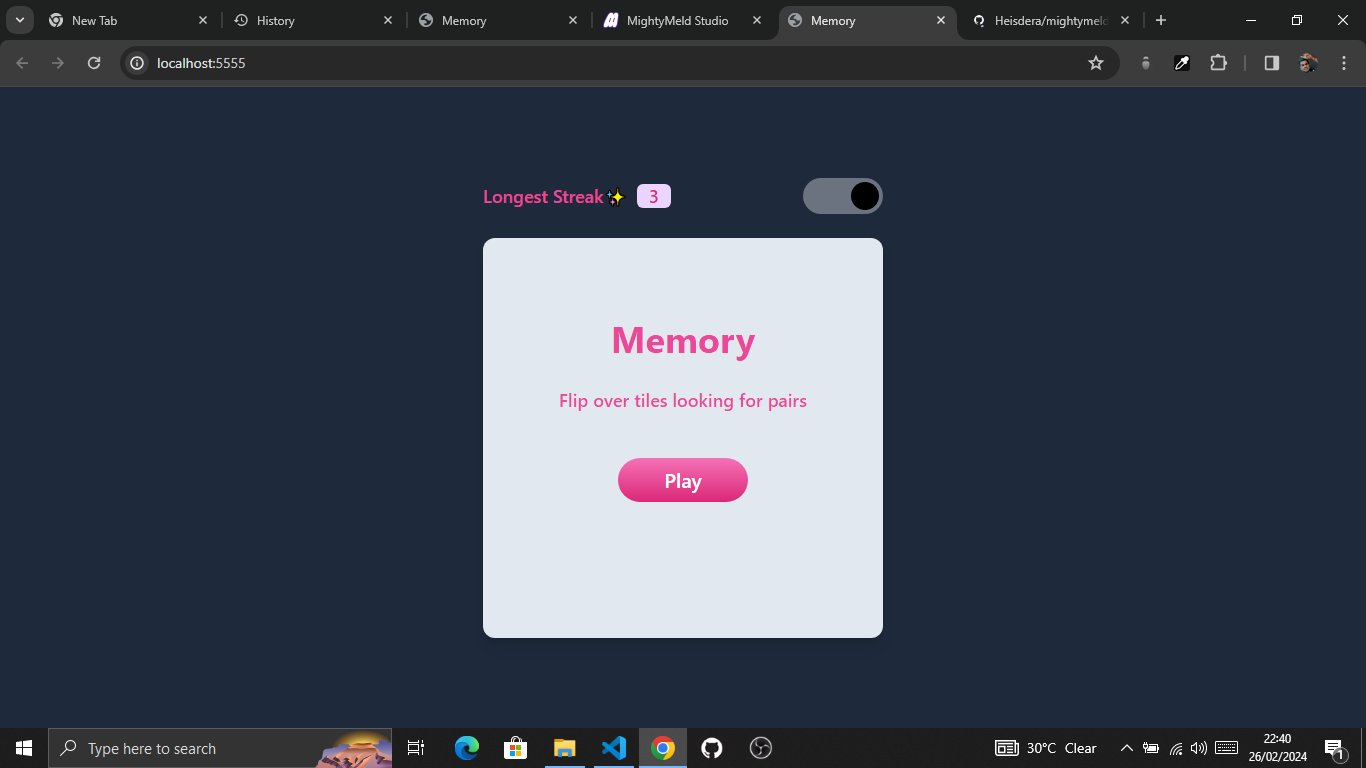 New Tab
History
Memory
MightyMeld Studio
Memory
Heisdera/mightymeld
localhost:5555
Longest Streak✨ 3
Memory
Flip over tiles looking for pairs
Play
Type here to search
30°C Clear
22:40
26/02/2024
1